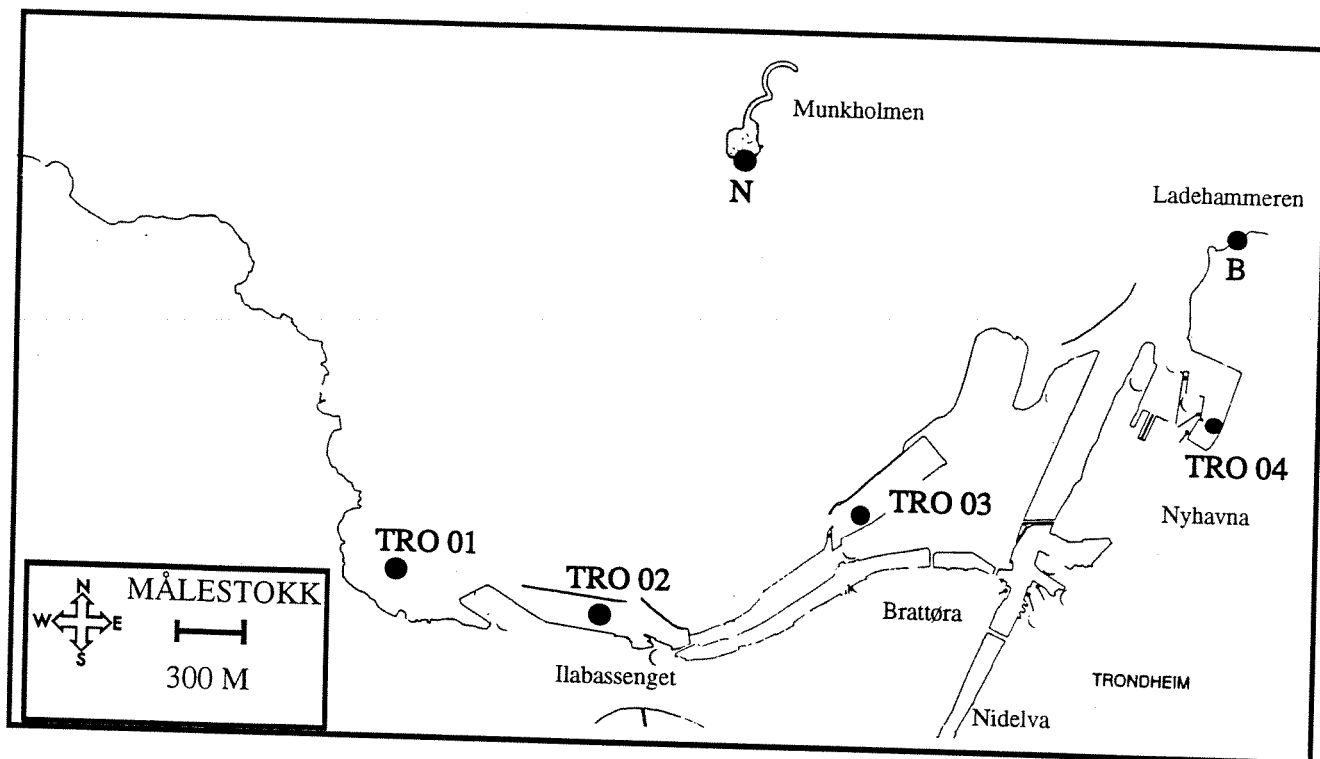 Munkholmen
N
Ladehammeren
B
TRO 04
TRO 03
Nyhavna
TRO 01
TRO 02
Brattøra
Ilabassenget
TRONDHEIM
Nidelva
N
W E
S
MÅLESTOKK
300 M